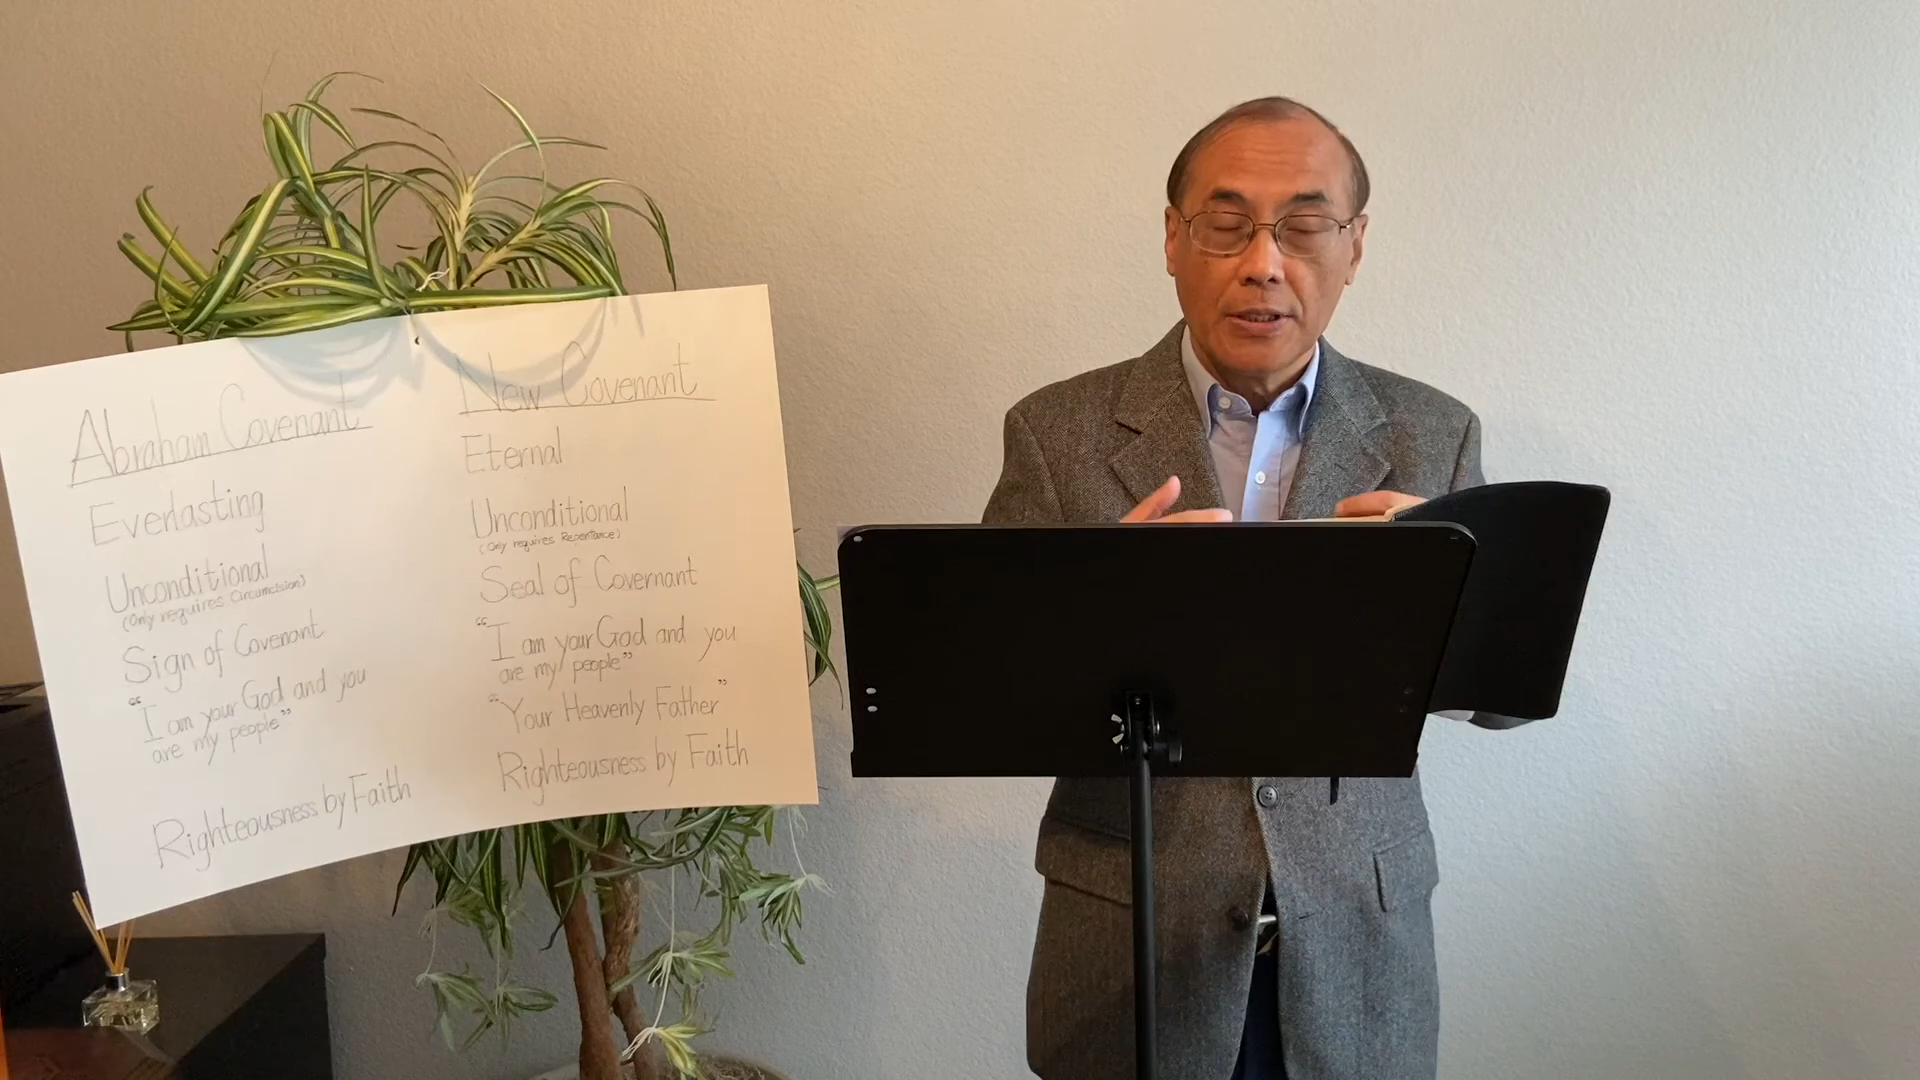 Abraham Covenant
Everlasting
Unconditional
(Only requires Circumcision)
Sign of Covenant
"I am your God and you
are my people"
Righteousness by Faith
New Covenant
Eternal
Unconditional
(Only requires Repentance)
Seal of Covernant
"I am your God and you
are my people"
"Your Heavenly Father"
Righteousness by Faith